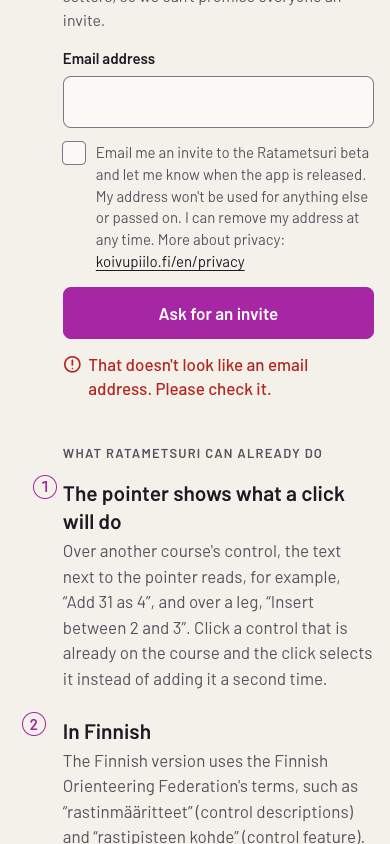 invite.
Email address
Email me an invite to the Ratametsuri beta
and let me know when the app is released.
My address won't be used for anything else
or passed on. I can remove my address at
any time. More about privacy:
koivupiilo.fi/en/privacy
Ask for an invite
That doesn't look like an email
address. Please check it.
WHAT RATAMETSURI CAN ALREADY DO
1
The pointer shows what a click
will do
Over another course's control, the text
next to the pointer reads, for example,
“Add 31 as 4”, and over a leg, “Insert
between 2 and 3”. Click a control that is
already on the course and the click selects
it instead of adding it a second time.
2
In Finnish
The Finnish version uses the Finnish
Orienteering Federation's terms, such as
“rastinmääritteet” (control descriptions)
and “rastipisteen kohde” (control feature).